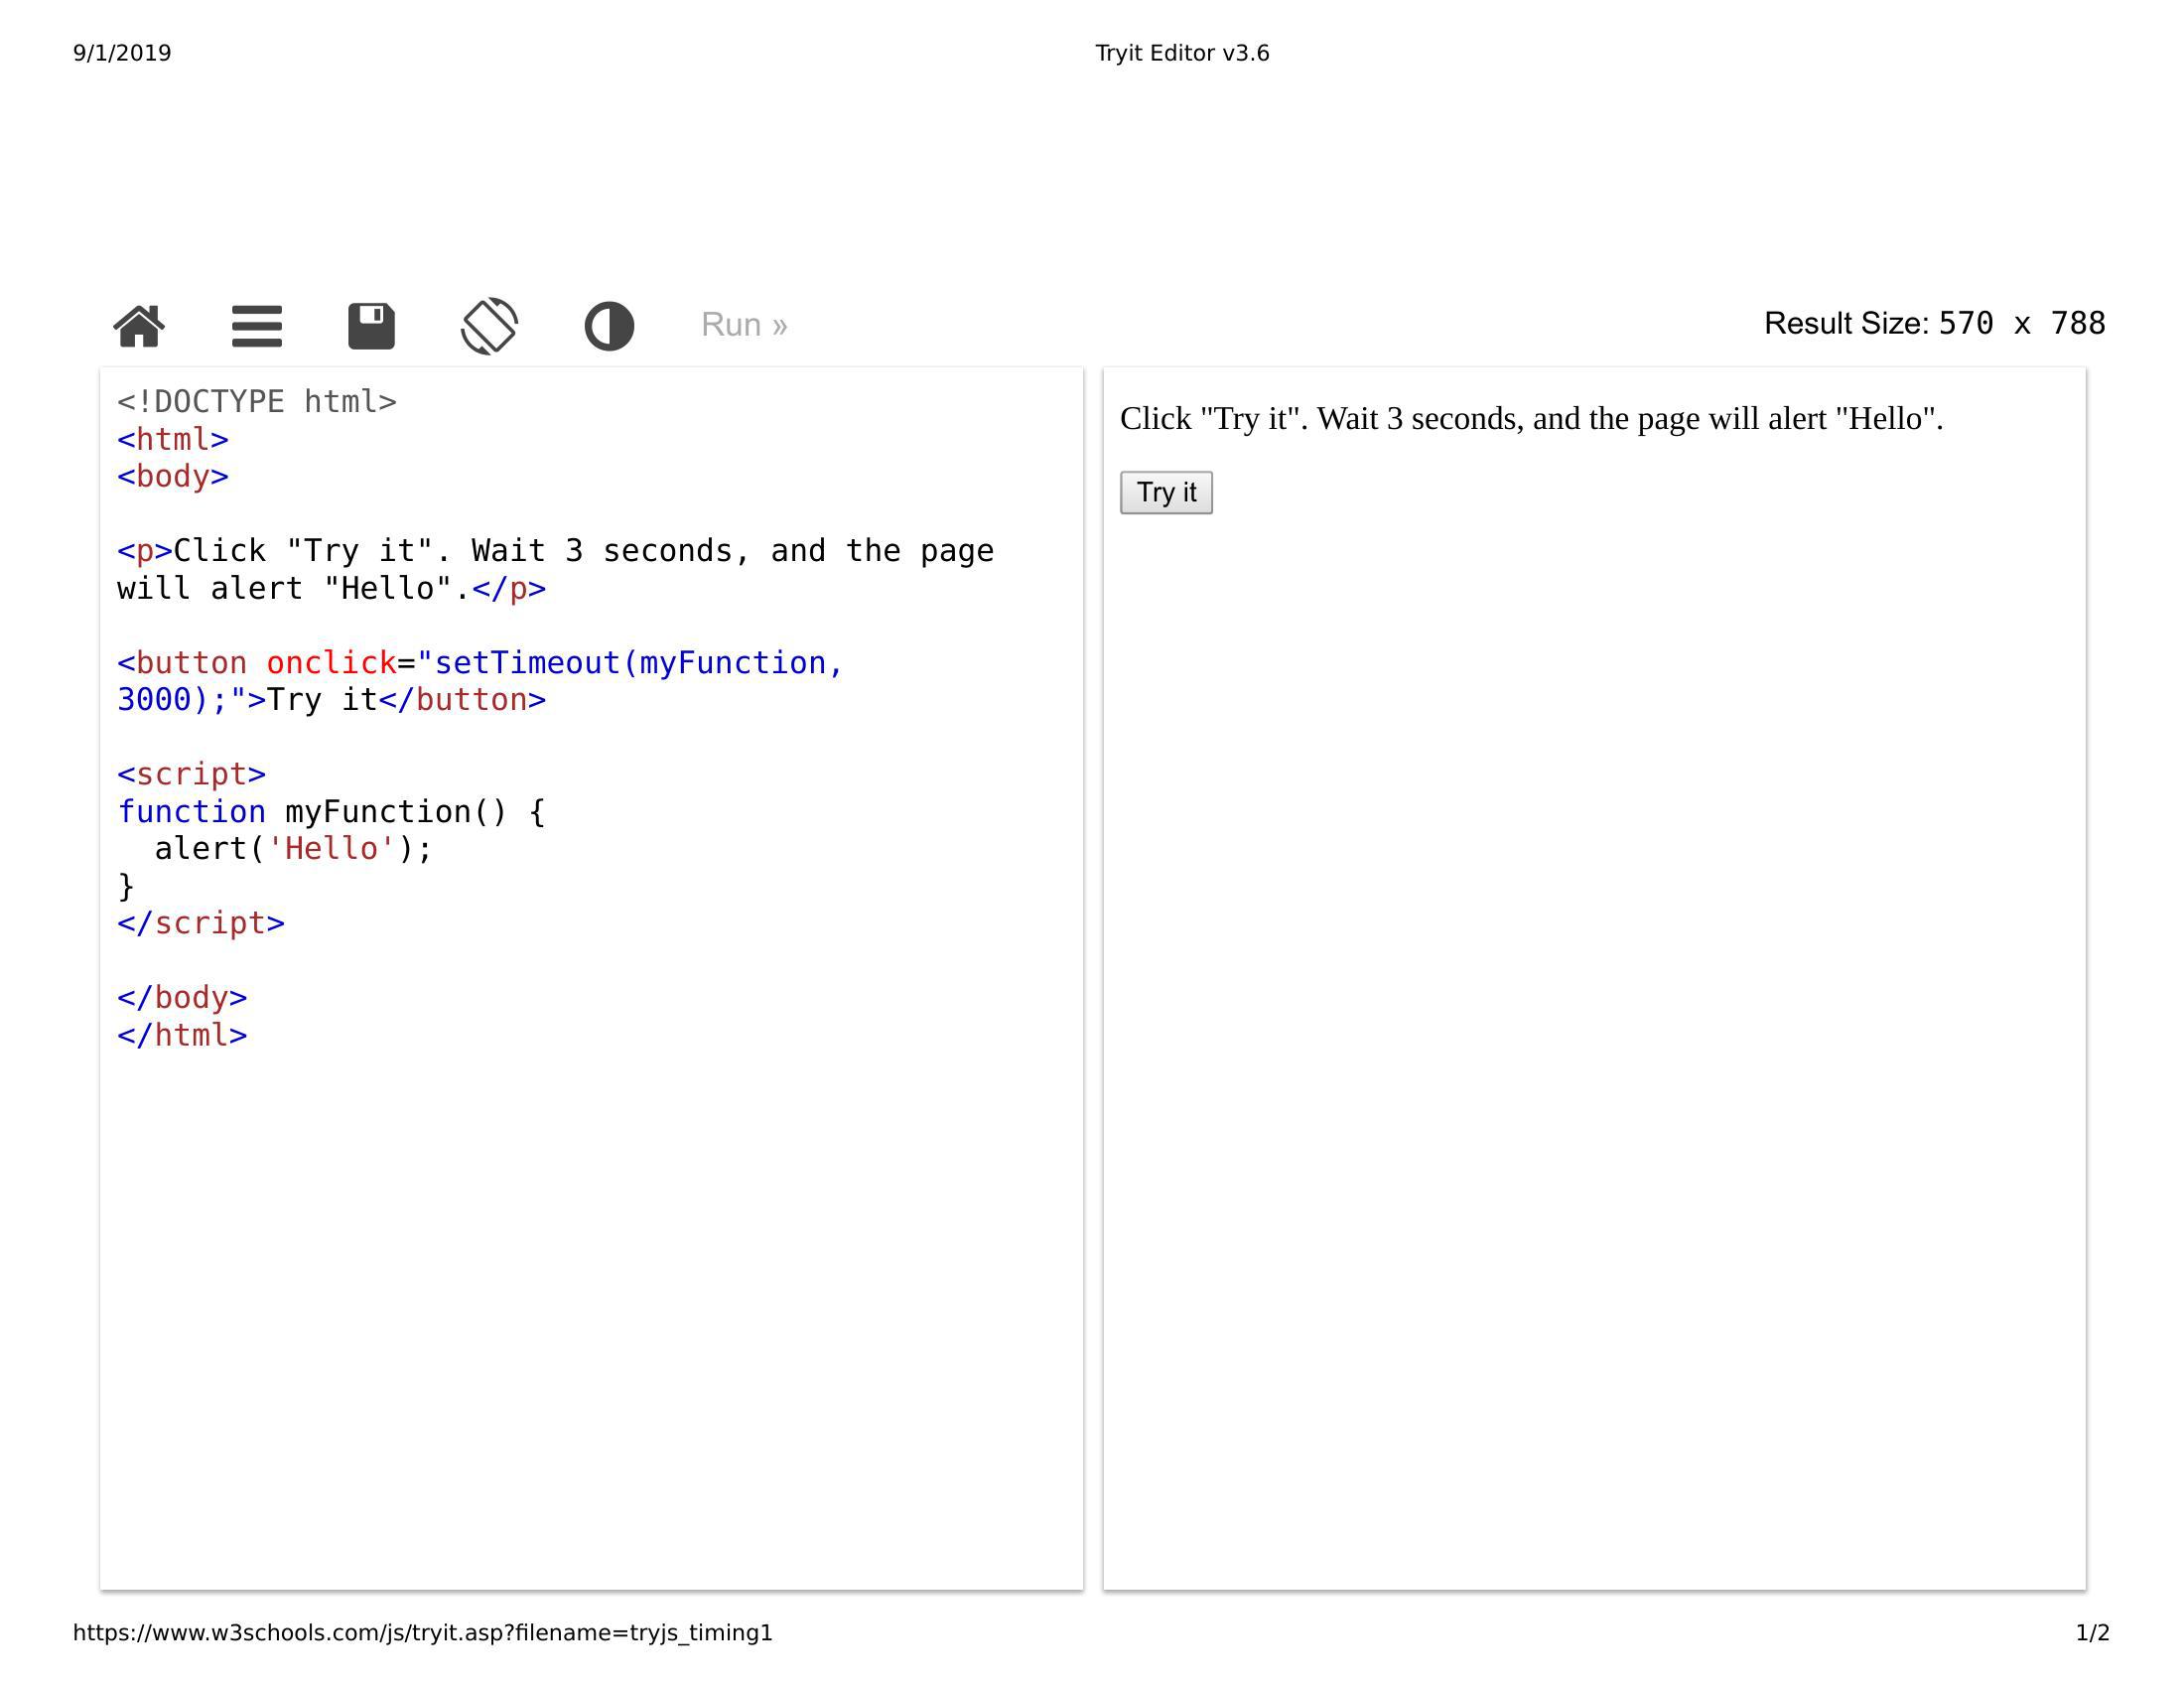 9/1/2019
Tryit Editor v3.6
Run »
Result Size: 570 x 788
<!DOCTYPE html>
<html>
<body>
<p>Click "Try it". Wait 3 seconds, and the page
will alert "Hello".</p>
<button onclick="setTimeout(myFunction,
3000);">Try it</button>
<script>
function myFunction() {
  alert('Hello');
}
</script>
</body>
</html>
Click "Try it". Wait 3 seconds, and the page will alert "Hello".
Try it
https://www.w3schools.com/js/tryit.asp?filename=tryjs_timing1
1/2